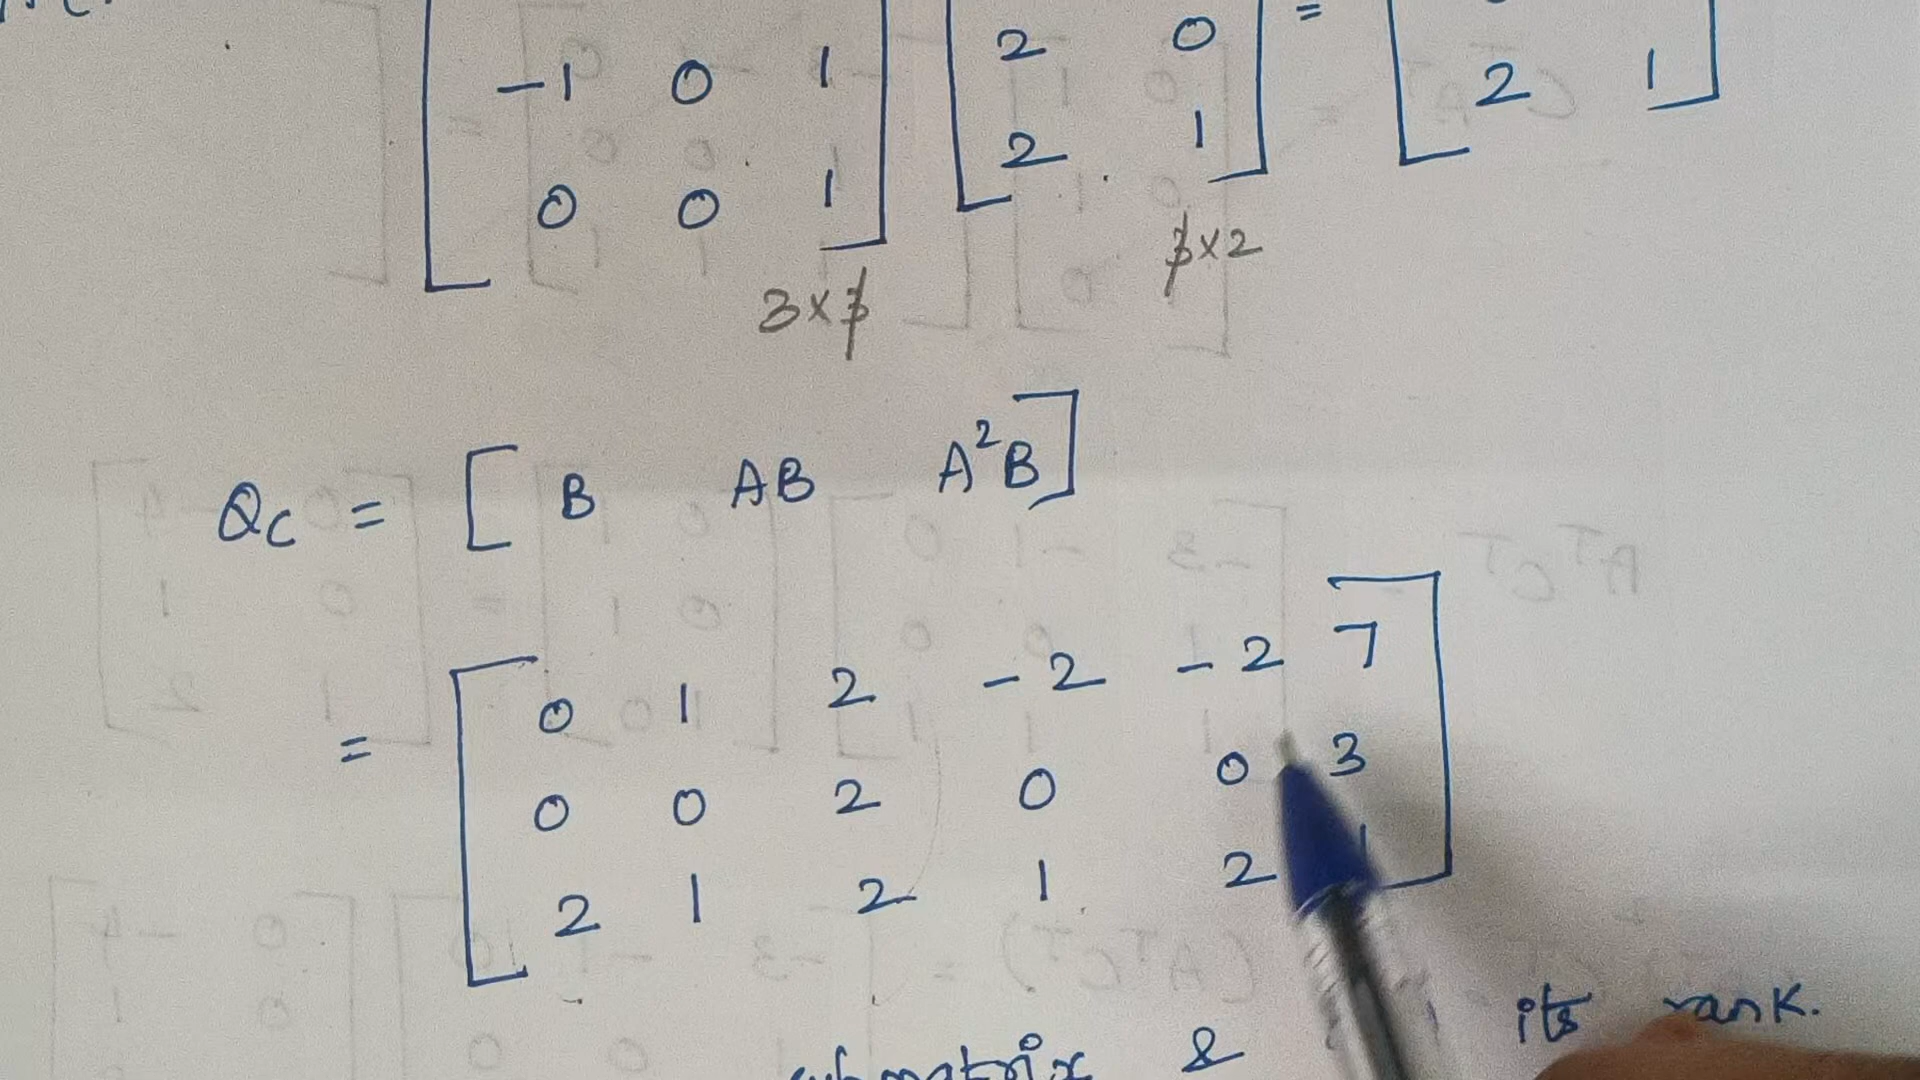 2 0 =
-1 0 1 2 1 2 1
0 0 1
3×3 3×2
Qc = [ B AB A²B ]
= [ 0 1 2 -2 -2 7
0 0 2 0 0 3
2 1 2 1 2 1 ]
submatrix & its rank.